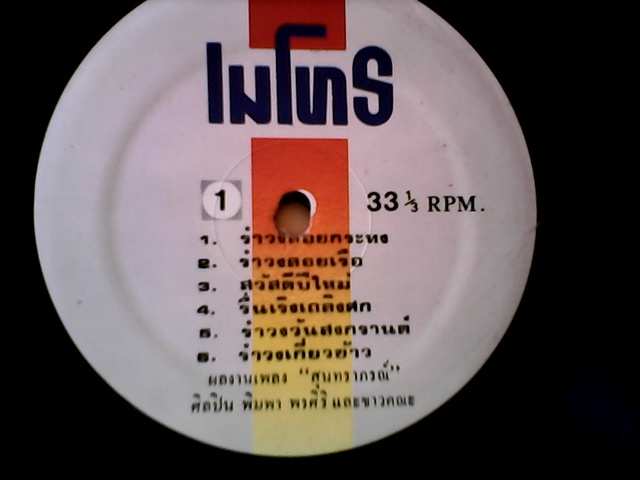 ไมโทร
1
33 1/3 RPM.
1. รำวงลอยกระทง
2. รำวงลอยเรือ
3. สวัสดีปีใหม่
4. รื่นเริงเถลิงศก
5. รำวงวันสงกรานต์
6. รำวงเกี่ยวข้าว
ผลงานเพลง "สุนทราภรณ์"
ศิลปิน พิมพา พรศิริ และชาวคณะ